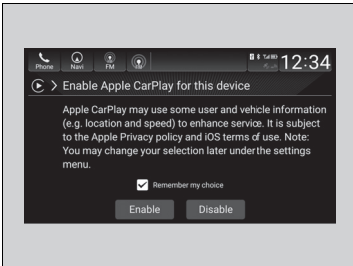 Phone Navi FM AM 12:34
Enable Apple CarPlay for this device
Apple CarPlay may use some user and vehicle information
(e.g. location and speed) to enhance service. It is subject
to the Apple Privacy policy and iOS terms of use. Note:
You may change your selection later under the settings
menu.
Remember my choice
Enable Disable